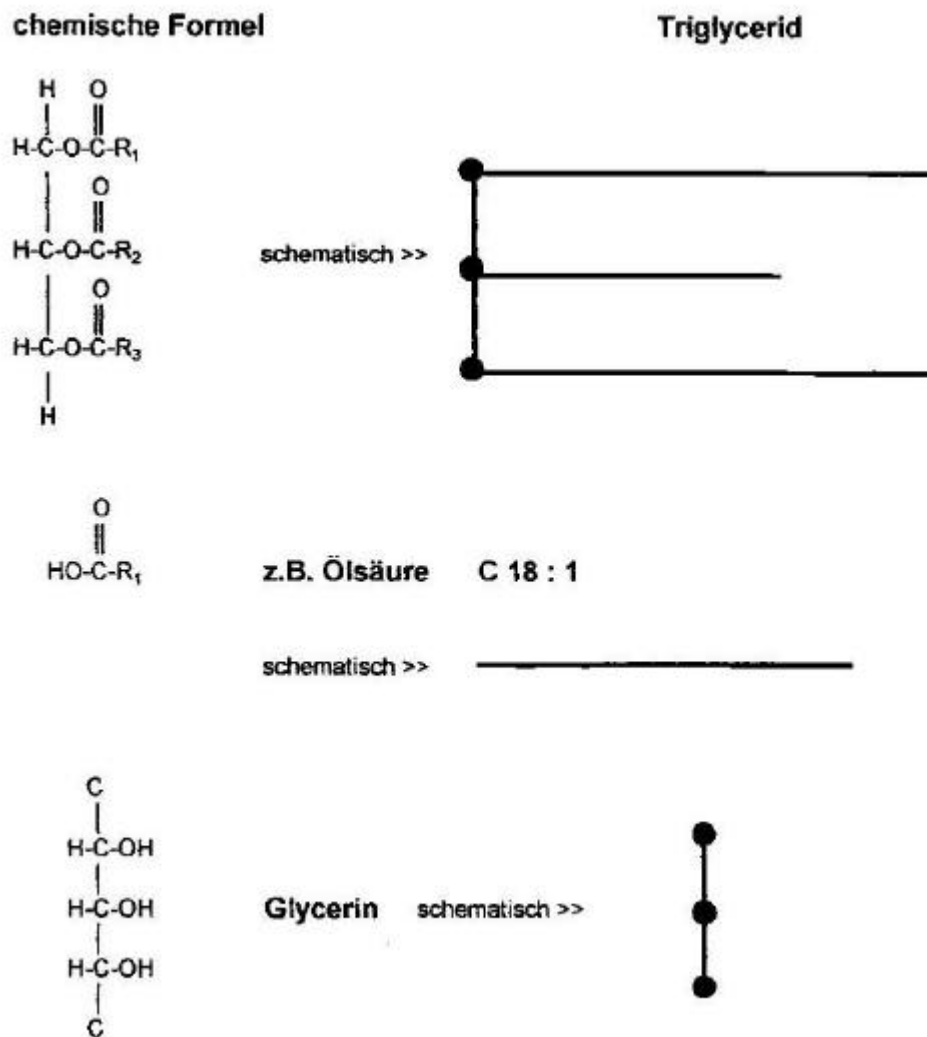 chemische Formel
Triglycerid
H O
H-C-O-C-R1
O
H-C-O-C-R2
O
H-C-O-C-R3
H
schematisch >>
O
HO-C-R1
z.B. Ölsäure C 18 : 1
schematisch >>
C
H-C-OH
H-C-OH
H-C-OH
C
Glycerin schematisch >>